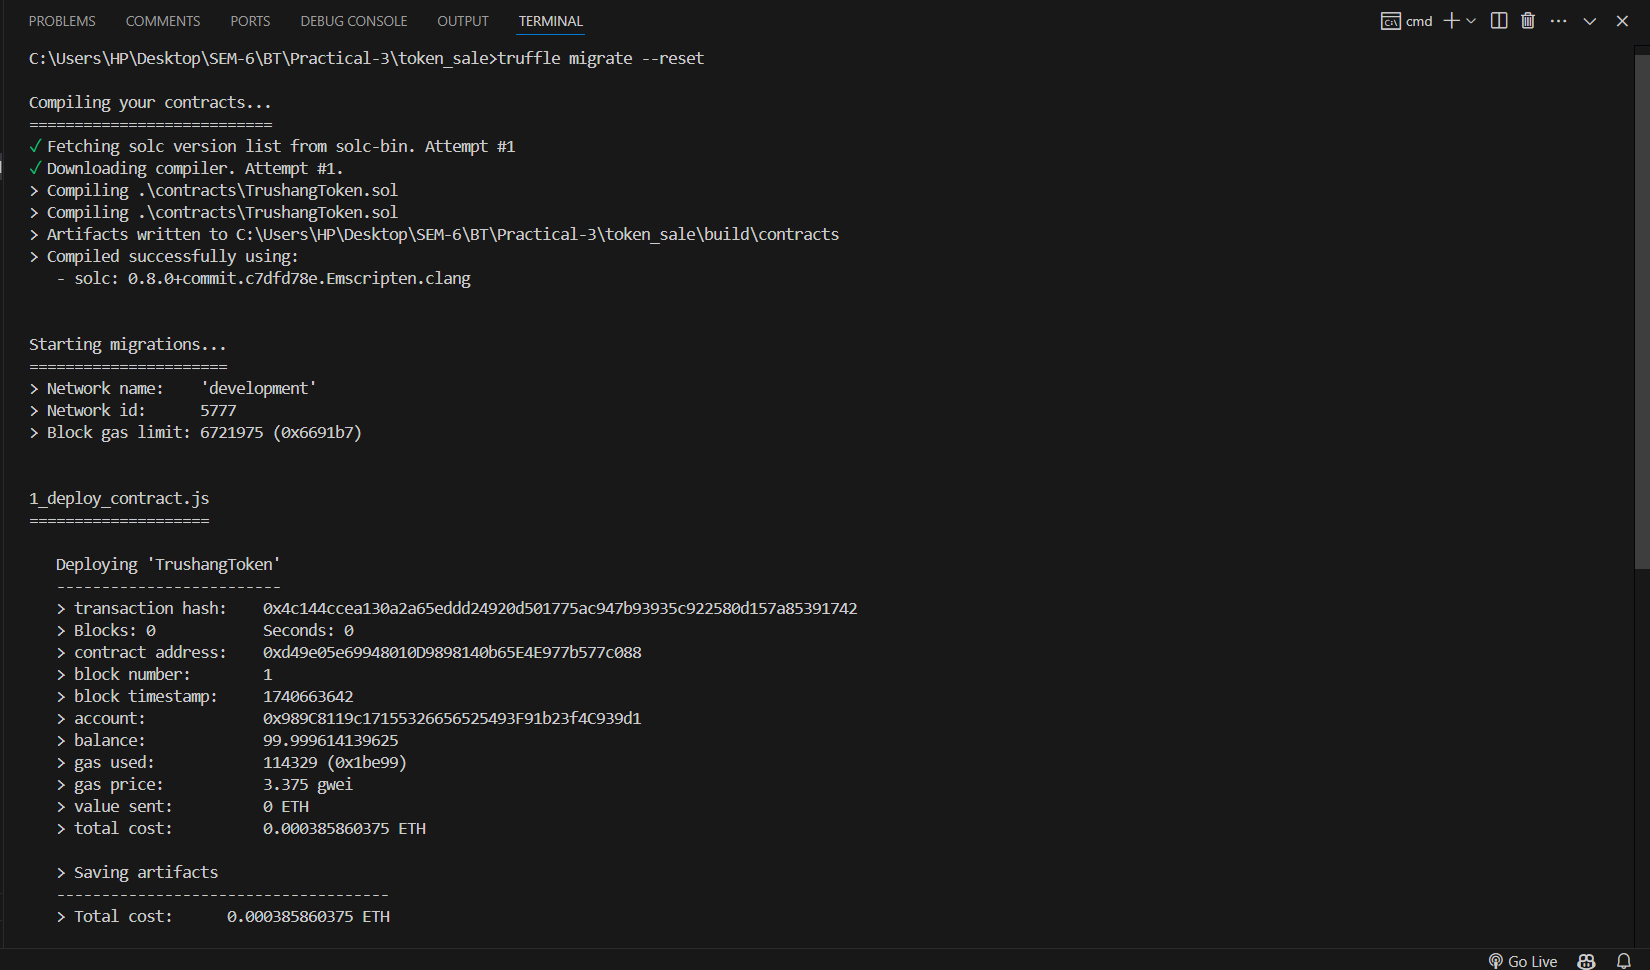 PROBLEMS COMMENTS PORTS DEBUG CONSOLE OUTPUT TERMINAL cmd
C:\Users\HP\Desktop\SEM-6\BT\Practical-3\token_sale>truffle migrate --reset
Compiling your contracts...
===========================
✓ Fetching solc version list from solc-bin. Attempt #1
✓ Downloading compiler. Attempt #1.
> Compiling .\contracts\TrushangToken.sol
> Compiling .\contracts\TrushangToken.sol
> Artifacts written to C:\Users\HP\Desktop\SEM-6\BT\Practical-3\token_sale\build\contracts
> Compiled successfully using:
- solc: 0.8.0+commit.c7dfd78e.Emscripten.clang
Starting migrations...
======================
> Network name: 'development'
> Network id: 5777
> Block gas limit: 6721975 (0x6691b7)
1_deploy_contract.js
====================
Deploying 'TrushangToken'
-------------------------
> transaction hash: 0x4c144ccea130a2a65eddd24920d501775ac947b93935c922580d157a85391742
> Blocks: 0 Seconds: 0
> contract address: 0xd49e05e69948010D9898140b65E4E977b577c088
> block number: 1
> block timestamp: 1740663642
> account: 0x989C8119c17155326656525493F91b23f4C939d1
> balance: 99.999614139625
> gas used: 114329 (0x1be99)
> gas price: 3.375 gwei
> value sent: 0 ETH
> total cost: 0.000385860375 ETH
> Saving artifacts
-------------------------------------
> Total cost: 0.000385860375 ETH
Go Live